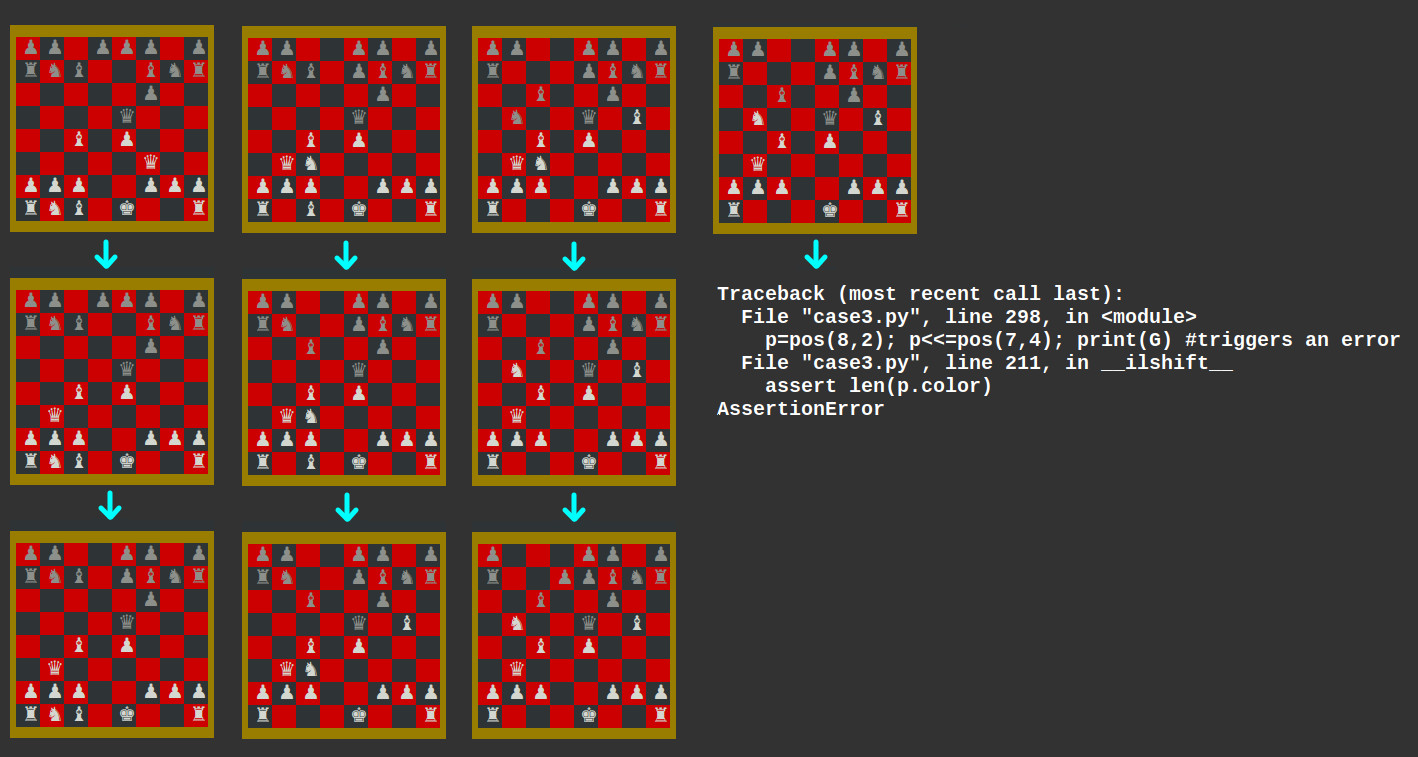 Traceback (most recent call last):
File "case3.py", line 298, in <module>
p=pos(8,2); p<<=pos(7,4); print(G) #triggers an error
File "case3.py", line 211, in __ilshift__
assert len(p.color)
AssertionError